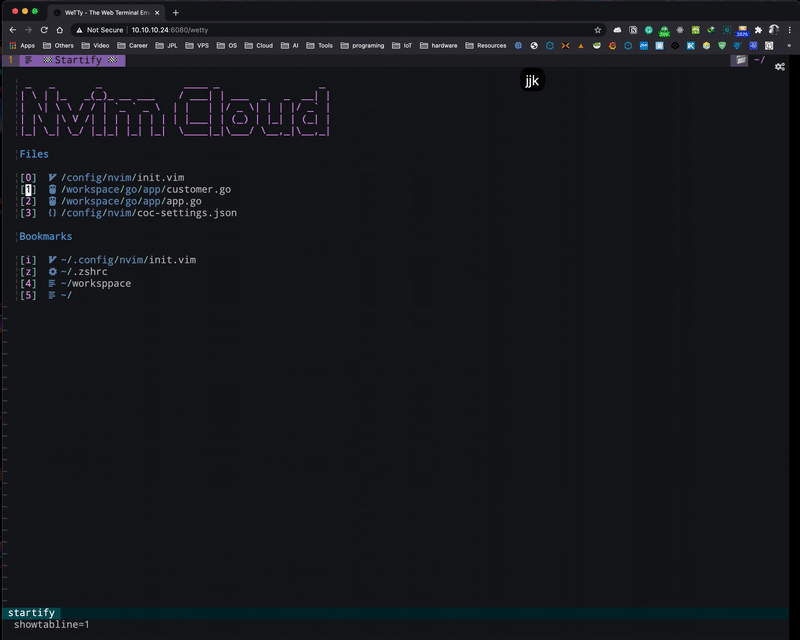 WeTTy - The Web Terminal Em
Not Secure | 10.10.10.24:6080/wetty
Apps Others Video Career JPL VPS OS Cloud AI Tools programing IoT hardware Resources
1 Startify ~/
jjk
Nvim Cloud
Files
[0] /config/nvim/init.vim
[1] /workspace/go/app/customer.go
[2] /workspace/go/app/app.go
[3] {} /config/nvim/coc-settings.json
Bookmarks
[i] ~/.config/nvim/init.vim
[z] ~/.zshrc
[4] ~/worksppace
[5] ~/
startify
showtabline=1